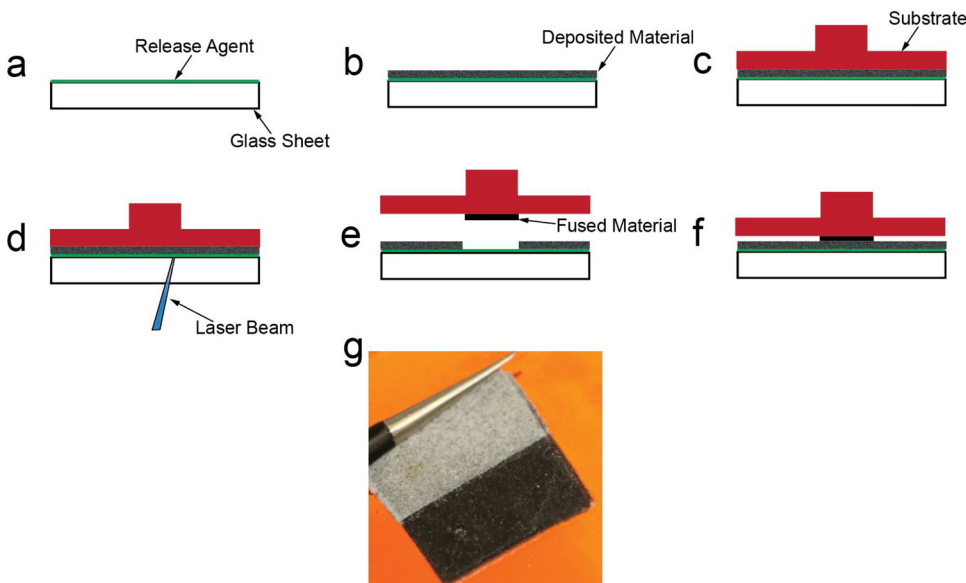 a
Release Agent
Glass Sheet
b
Deposited Material
c
Substrate
d
Laser Beam
e
Fused Material
f
g